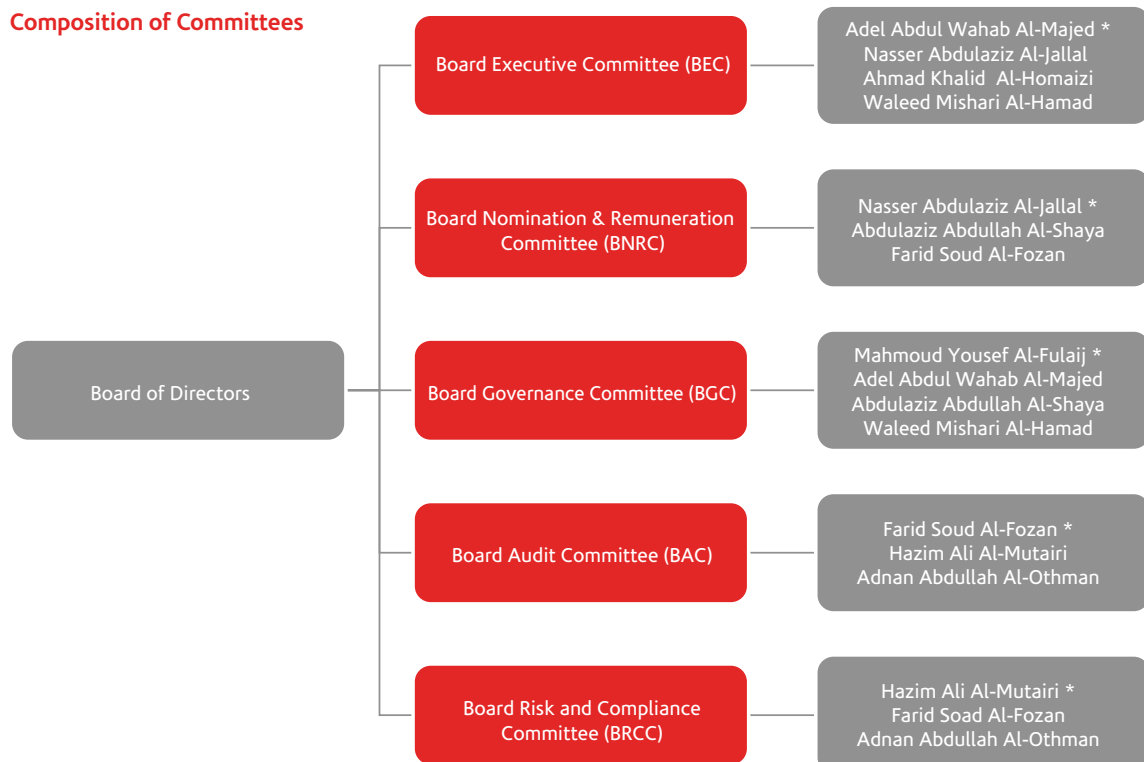 Composition of Committees
Board of Directors
Board Executive Committee (BEC)
Adel Abdul Wahab Al-Majed *
Nasser Abdulaziz Al-Jallal
Ahmad Khalid  Al-Homaizi
Waleed Mishari Al-Hamad
Board Nomination & Remuneration
Committee (BNRC)
Nasser Abdulaziz Al-Jallal *
Abdulaziz Abdullah Al-Shaya
Farid Soud Al-Fozan
Board Governance Committee (BGC)
Mahmoud Yousef Al-Fulaij *
Adel Abdul Wahab Al-Majed
Abdulaziz Abdullah Al-Shaya
Waleed Mishari Al-Hamad
Board Audit Committee (BAC)
Farid Soud Al-Fozan *
Hazim Ali Al-Mutairi
Adnan Abdullah Al-Othman
Board Risk and Compliance
Committee (BRCC)
Hazim Ali Al-Mutairi *
Farid Soad Al-Fozan
Adnan Abdullah Al-Othman